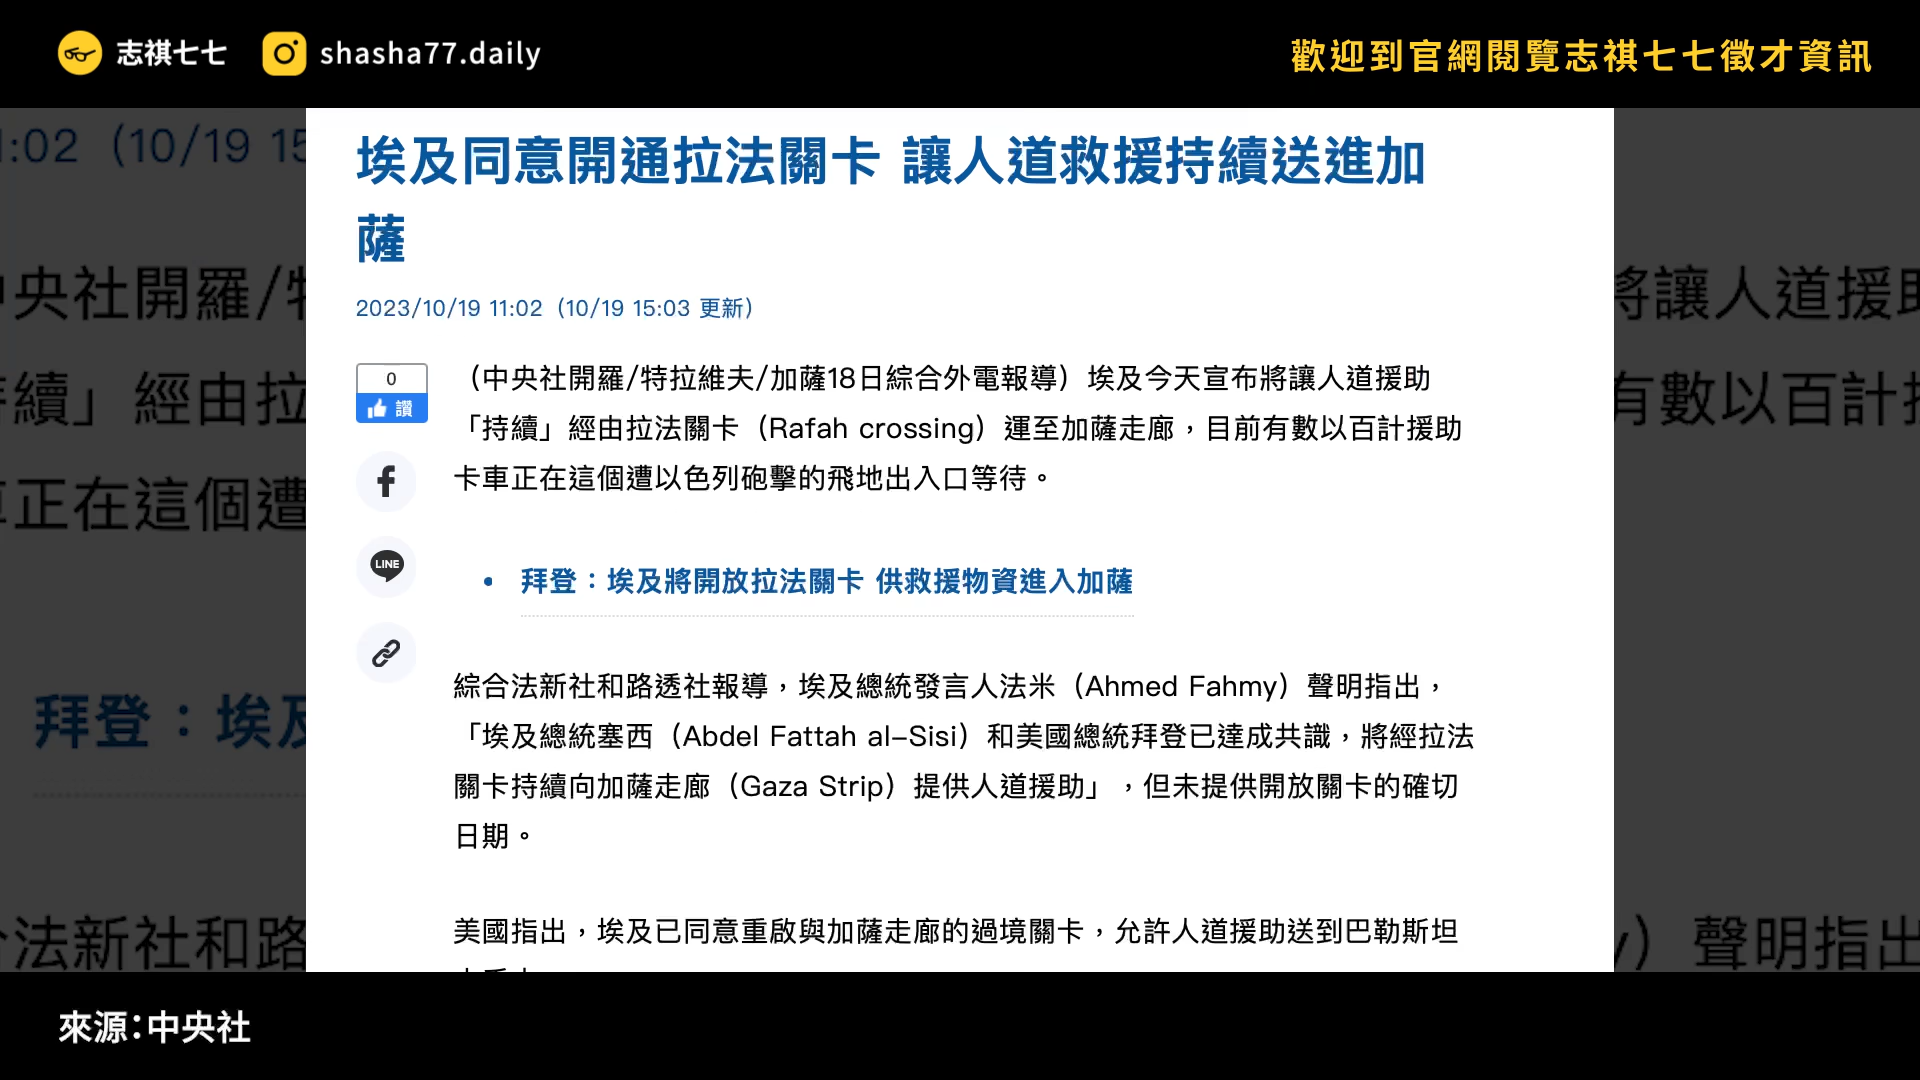 志祺七七 shasha77.daily
歡迎到官網閱覽志祺七七徵才資訊
埃及同意開通拉法關卡 讓人道救援持續送進加
薩
2023/10/19 11:02（10/19 15:03 更新）
0
讚
（中央社開羅/特拉維夫/加薩18日綜合外電報導）埃及今天宣布將讓人道援助
「持續」經由拉法關卡（Rafah crossing）運至加薩走廊，目前有數以百計援助
卡車正在這個遭以色列砲擊的飛地出入口等待。
LINE
• 拜登：埃及將開放拉法關卡 供救援物資進入加薩
綜合法新社和路透社報導，埃及總統發言人法米（Ahmed Fahmy）聲明指出，
「埃及總統塞西（Abdel Fattah al-Sisi）和美國總統拜登已達成共識，將經拉法
關卡持續向加薩走廊（Gaza Strip）提供人道援助」，但未提供開放關卡的確切
日期。
美國指出，埃及已同意重啟與加薩走廊的過境關卡，允許人道援助送到巴勒斯坦
來源：中央社